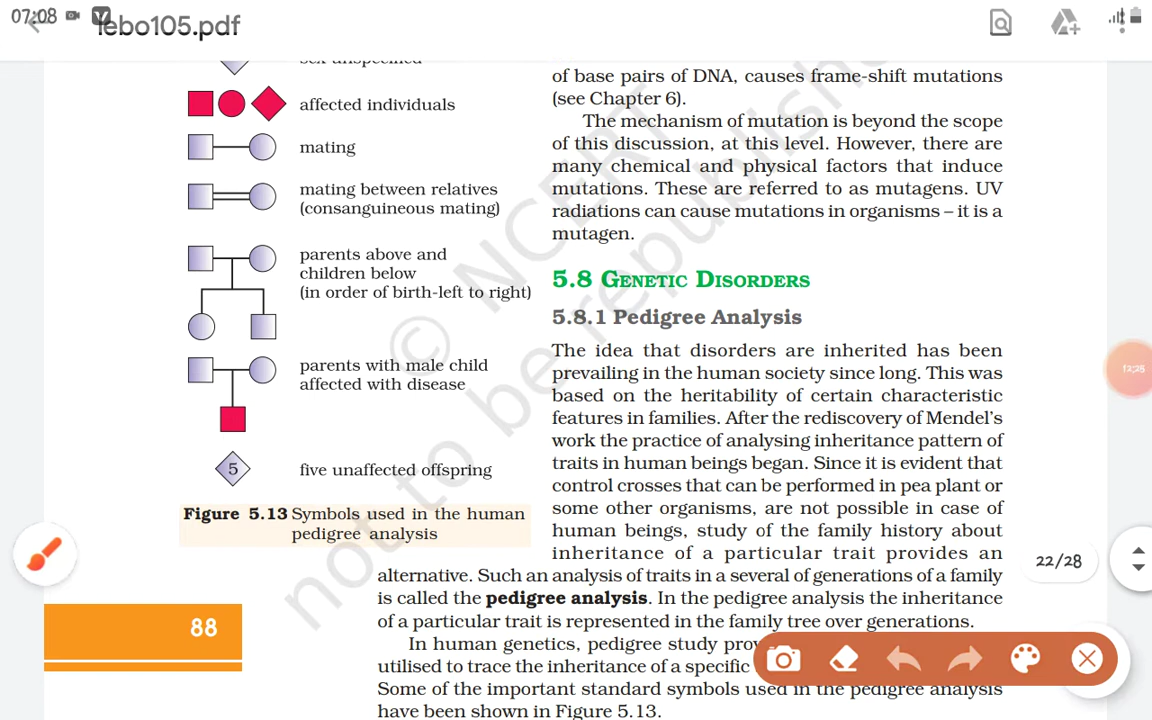 07:08
lebo105.pdf
sex unspecified
affected individuals
mating
mating between relatives
(consanguineous mating)
parents above and
children below
(in order of birth-left to right)
parents with male child
affected with disease
5
five unaffected offspring
Figure 5.13 Symbols used in the human
pedigree analysis
88
of base pairs of DNA, causes frame-shift mutations
(see Chapter 6).
The mechanism of mutation is beyond the scope
of this discussion, at this level. However, there are
many chemical and physical factors that induce
mutations. These are referred to as mutagens. UV
radiations can cause mutations in organisms – it is a
mutagen.
5.8 GENETIC DISORDERS
5.8.1 Pedigree Analysis
The idea that disorders are inherited has been
prevailing in the human society since long. This was
based on the heritability of certain characteristic
features in families. After the rediscovery of Mendel's
work the practice of analysing inheritance pattern of
traits in human beings began. Since it is evident that
control crosses that can be performed in pea plant or
some other organisms, are not possible in case of
human beings, study of the family history about
inheritance of a particular trait provides an
alternative. Such an analysis of traits in a several of generations of a family
is called the pedigree analysis. In the pedigree analysis the inheritance
of a particular trait is represented in the family tree over generations.
In human genetics, pedigree study prov
utilised to trace the inheritance of a specific
Some of the important standard symbols used in the pedigree analysis
have been shown in Figure 5.13.
© NCERT
not to be republishe
12:28
22/28